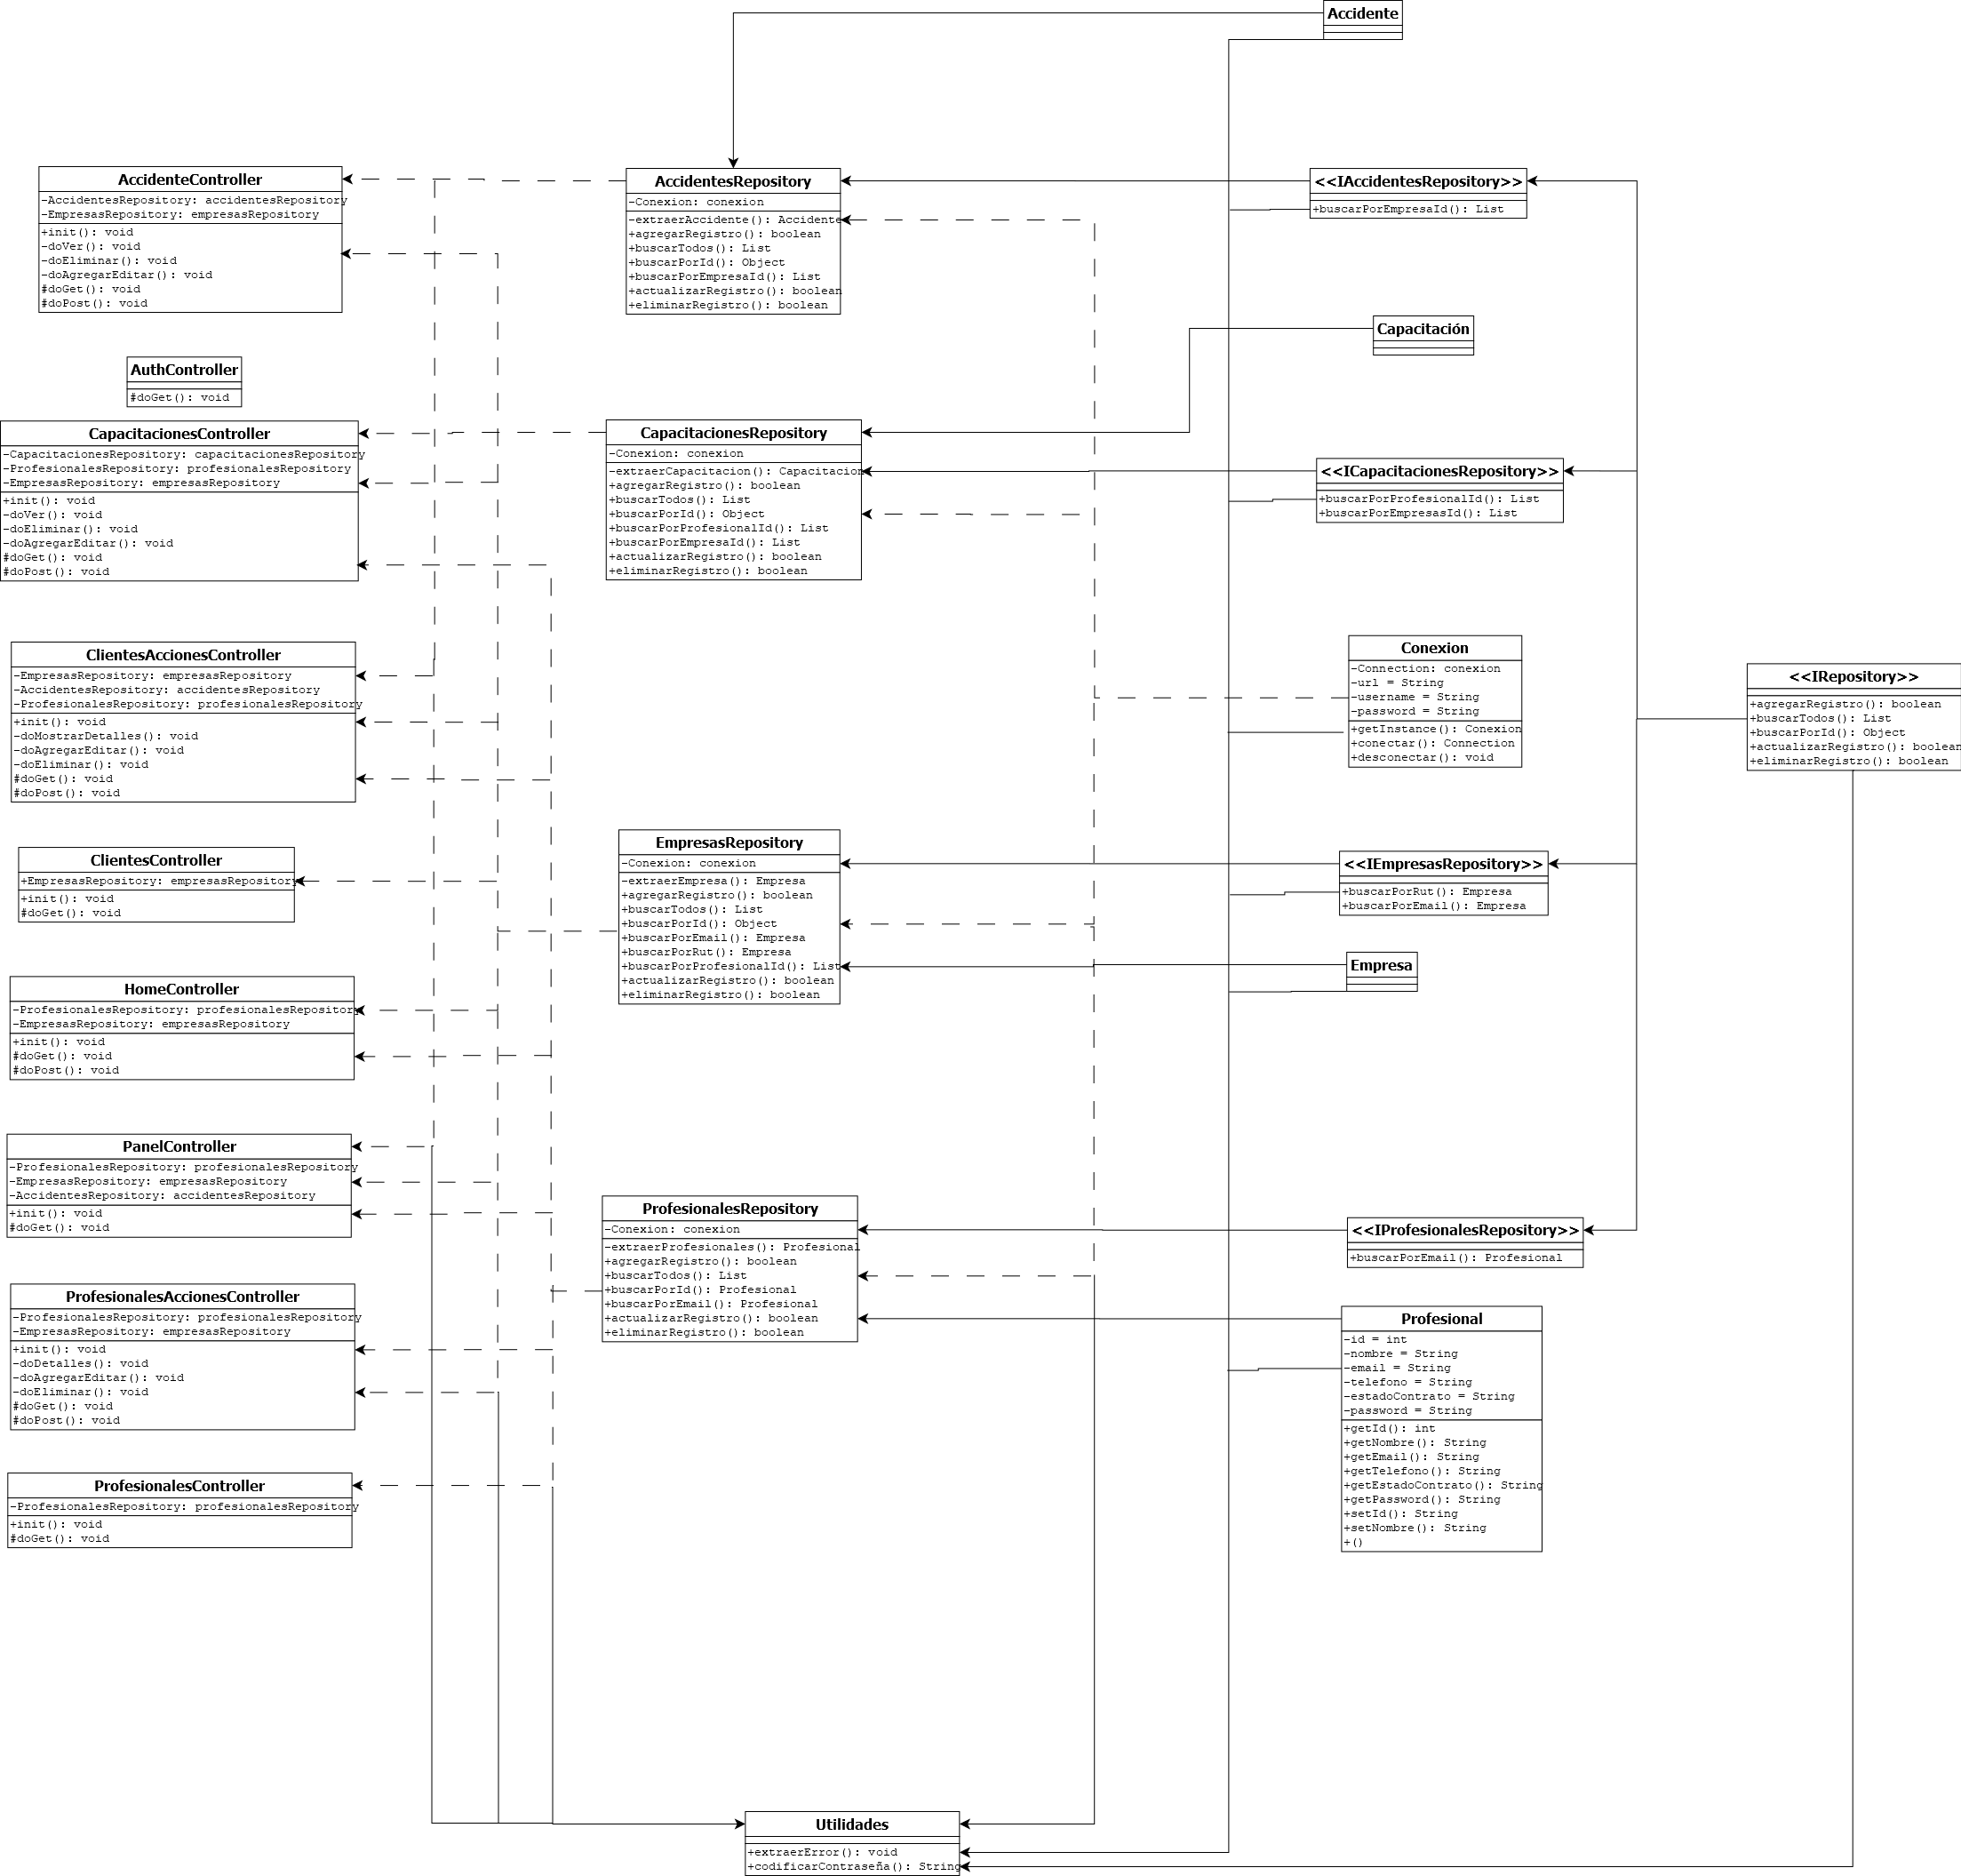 Accidente
AccidenteController
-AccidentesRepository: accidentesRepository
-EmpresasRepository: empresasRepository
+init(): void
-doVer(): void
-doEliminar(): void
-doAgregarEditar(): void
#doGet(): void
#doPost(): void
AccidentesRepository
-Conexion: conexion
-extraerAccidente(): Accidente
+agregarRegistro(): boolean
+buscarTodos(): List
+buscarPorId(): Object
+buscarPorEmpresaId(): List
+actualizarRegistro(): boolean
+eliminarRegistro(): boolean
<<IAccidentesRepository>>
+buscarPorEmpresaId(): List
Capacitación
AuthController
#doGet(): void
CapacitacionesController
-CapacitacionesRepository: capacitacionesRepository
-ProfesionalesRepository: profesionalesRepository
-EmpresasRepository: empresasRepository
+init(): void
-doVer(): void
-doEliminar(): void
-doAgregarEditar(): void
#doGet(): void
#doPost(): void
CapacitacionesRepository
-Conexion: conexion
-extraerCapacitacion(): Capacitacion
+agregarRegistro(): boolean
+buscarTodos(): List
+buscarPorId(): Object
+buscarPorProfesionalId(): List
+buscarPorEmpresaId(): List
+actualizarRegistro(): boolean
+eliminarRegistro(): boolean
<<ICapacitacionesRepository>>
+buscarPorProfesionalId(): List
+buscarPorEmpresasId(): List
ClientesAccionesController
-EmpresasRepository: empresasRepository
-AccidentesRepository: accidentesRepository
-ProfesionalesRepository: profesionalesRepository
+init(): void
-doMostrarDetalles(): void
-doAgregarEditar(): void
-doEliminar(): void
#doGet(): void
#doPost(): void
Conexion
-Connection: conexion
-url = String
-username = String
-password = String
+getInstance(): Conexion
+conectar(): Connection
+desconectar(): void
<<IRepository>>
+agregarRegistro(): boolean
+buscarTodos(): List
+buscarPorId(): Object
+actualizarRegistro(): boolean
+eliminarRegistro(): boolean
ClientesController
+EmpresasRepository: empresasRepository
+init(): void
#doGet(): void
EmpresasRepository
-Conexion: conexion
-extraerEmpresa(): Empresa
+agregarRegistro(): boolean
+buscarTodos(): List
+buscarPorId(): Object
+buscarPorEmail(): Empresa
+buscarPorRut(): Empresa
+buscarPorProfesionalId(): List
+actualizarRegistro(): boolean
+eliminarRegistro(): boolean
<<IEmpresasRepository>>
+buscarPorRut(): Empresa
+buscarPorEmail(): Empresa
Empresa
HomeController
-ProfesionalesRepository: profesionalesRepository
-EmpresasRepository: empresasRepository
+init(): void
#doGet(): void
#doPost(): void
PanelController
-ProfesionalesRepository: profesionalesRepository
-EmpresasRepository: empresasRepository
-AccidentesRepository: accidentesRepository
+init(): void
#doGet(): void
ProfesionalesRepository
-Conexion: conexion
-extraerProfesionales(): Profesional
+agregarRegistro(): boolean
+buscarTodos(): List
+buscarPorId(): Profesional
+buscarPorEmail(): Profesional
+actualizarRegistro(): boolean
+eliminarRegistro(): boolean
<<IProfesionalesRepository>>
+buscarPorEmail(): Profesional
ProfesionalesAccionesController
-ProfesionalesRepository: profesionalesRepository
-EmpresasRepository: empresasRepository
+init(): void
-doDetalles(): void
-doAgregarEditar(): void
-doEliminar(): void
#doGet(): void
#doPost(): void
Profesional
-id = int
-nombre = String
-email = String
-telefono = String
-estadoContrato = String
-password = String
+getId(): int
+getNombre(): String
+getEmail(): String
+getTelefono(): String
+getEstadoContrato(): String
+getPassword(): String
+setId(): String
+setNombre(): String
+()
ProfesionalesController
-ProfesionalesRepository: profesionalesRepository
+init(): void
#doGet(): void
Utilidades
+extraerError(): void
+codificarContraseña(): String